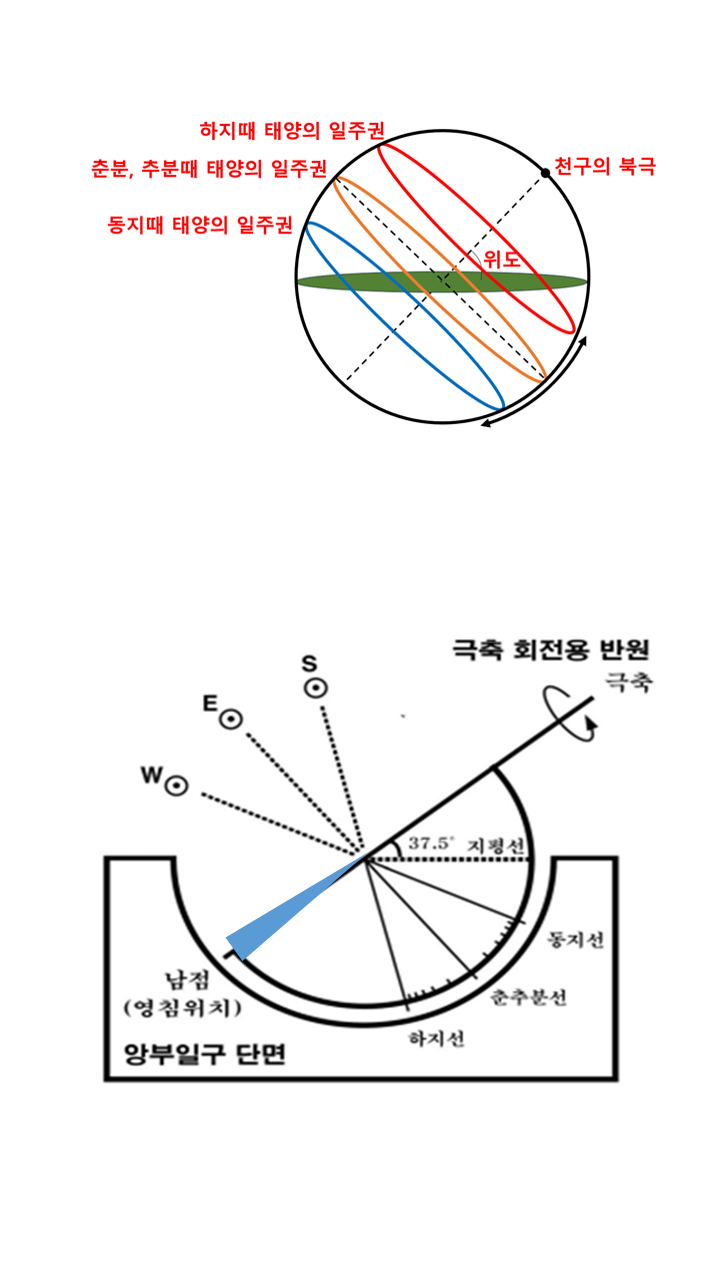 하지때 태양의 일주권
춘분, 추분때 태양의 일주권
천구의 북극
동지때 태양의 일주권
위도
극축 회전용 반원
극축
S
E
W
37.5° 지평선
동지선
남점
(영침위치)
춘추분선
하지선
앙부일구 단면